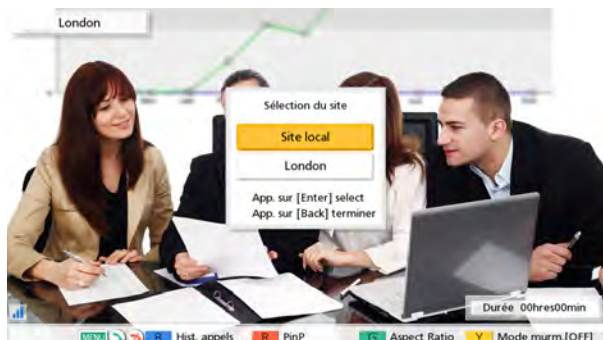 London
Sélection du site
Site local
London
App. sur [Enter] select
App. sur [Back] terminer
Durée 00hres00min
MENU B Hist. appels R PinP G Aspect Ratio Y Mode murm.[OFF]